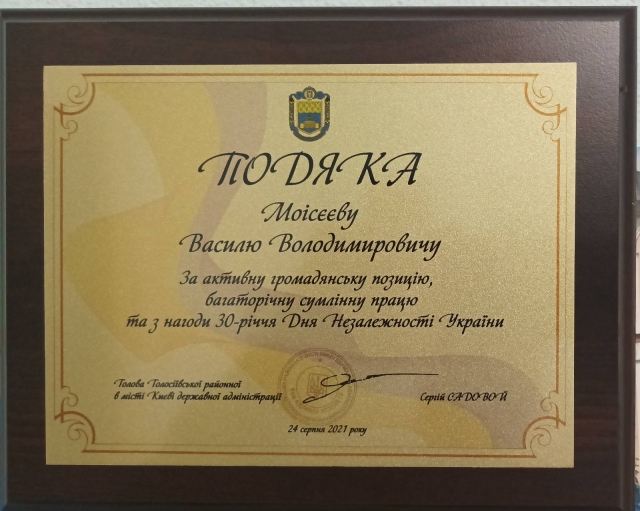 ПОДЯКА
Моісєєву
Василю Володимировичу
За активну громадянську позицію,
багаторічну сумлінну працю
та з нагоди 30-річчя Дня Незалежності України
Голова Голосіївської районної
в місті Києві державної адміністрації
Сергій САДОВОЙ
24 серпня 2021 року